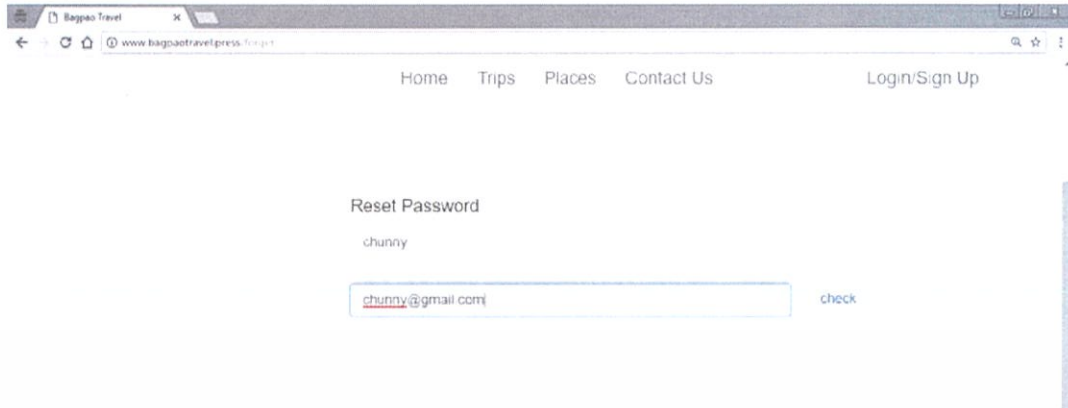 Bagpao Travel
www.bagpaotravel.press/forget
Home Trips Places Contact Us Login/Sign Up
Reset Password
chunny
chunny@gmail.com
check